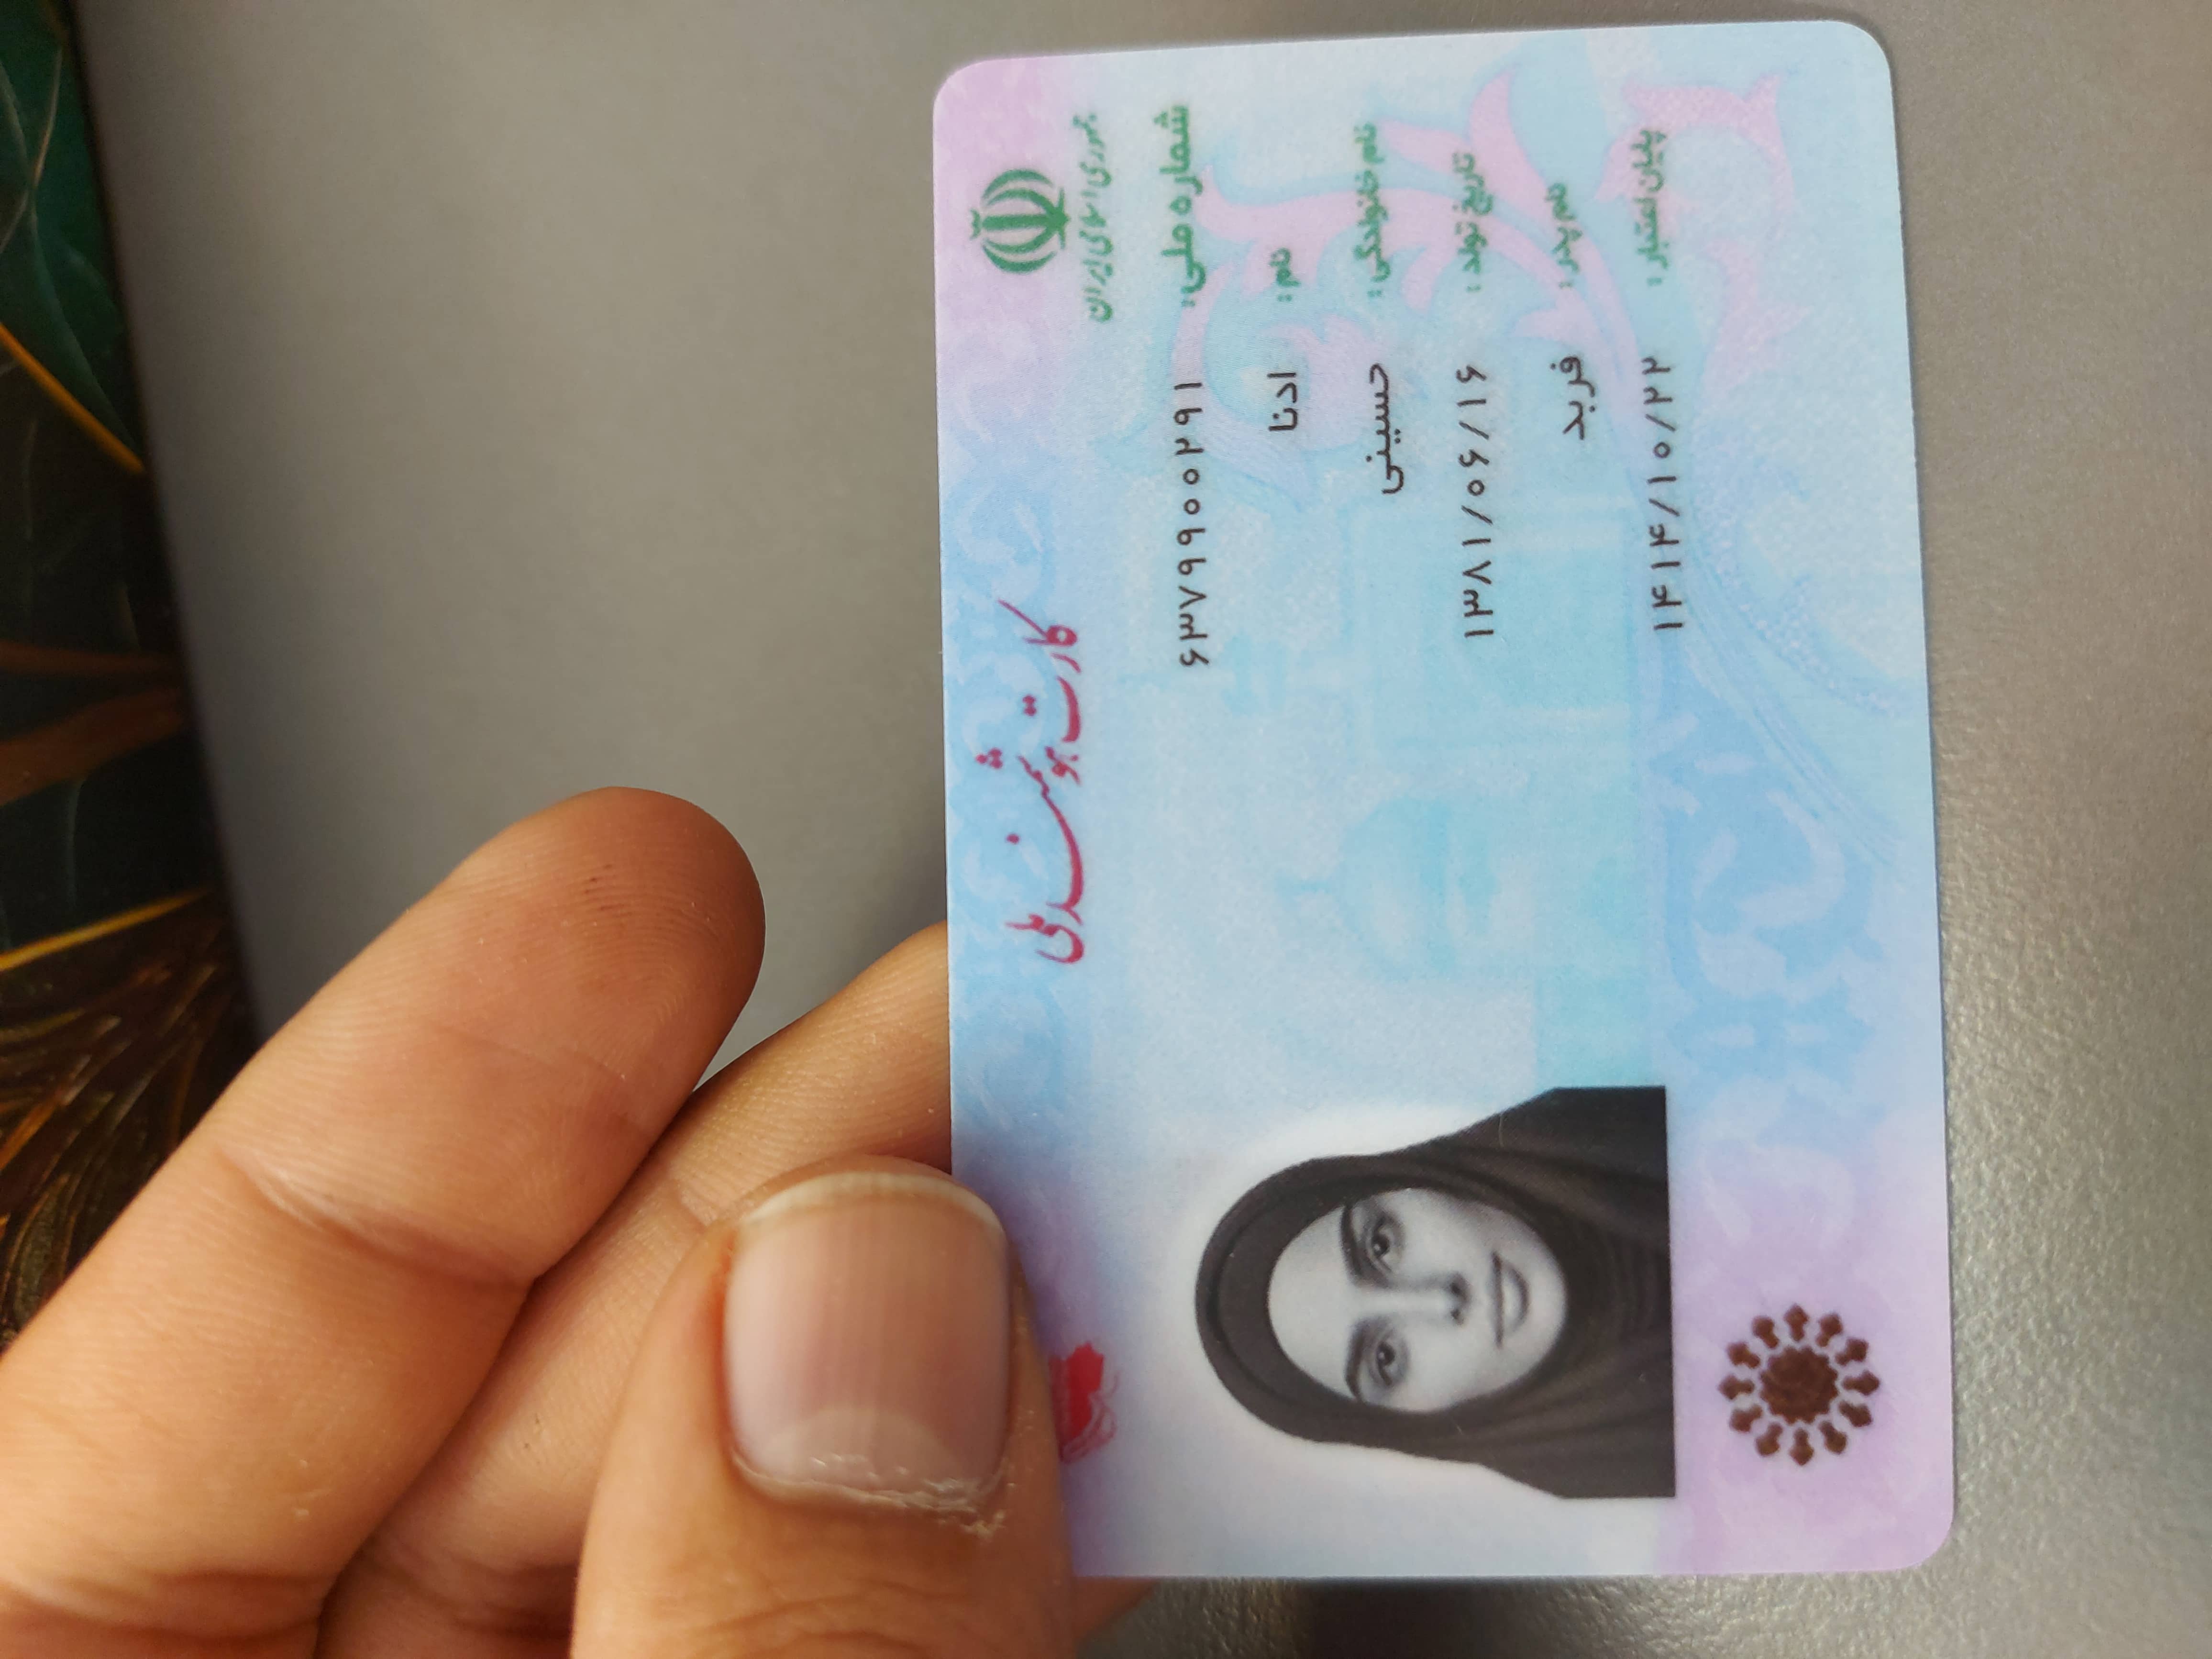 جمهوری اسلامی ایران
کارت هوشمند ملی
شماره ملی: ۶۳۷۹۹۰۰۲۹۱
نام: ادنا
نام خانوادگی: حسینی
تاریخ تولد: ۱۳۸۱/۰۶/۱۶
نام پدر: فربد
پایان اعتبار: ۱۴۱۴/۱۰/۲۲